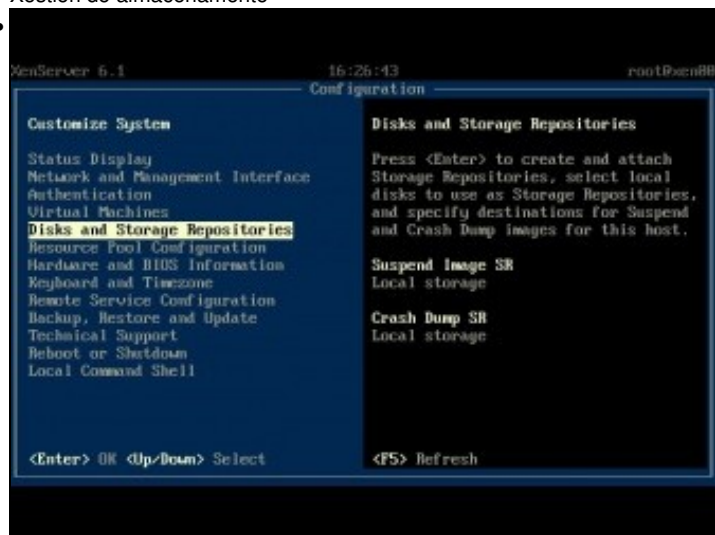 Xestión de almacenamento
XenServer 6.1 16:26:43 root@xen00
Configuration
Customize System
Status Display
Network and Management Interface
Authentication
Virtual Machines
Disks and Storage Repositories
Resource Pool Configuration
Hardware and BIOS Information
Keyboard and Timezone
Remote Service Configuration
Backup, Restore and Update
Technical Support
Reboot or Shutdown
Local Command Shell
<Enter> OK <Up/Down> Select
Disks and Storage Repositories
Press <Enter> to create and attach
Storage Repositories, select local
disks to use as Storage Repositories,
and specify destinations for Suspend
and Crash Dump images for this host.
Suspend Image SR
Local storage
Crash Dump SR
Local storage
<F5> Refresh